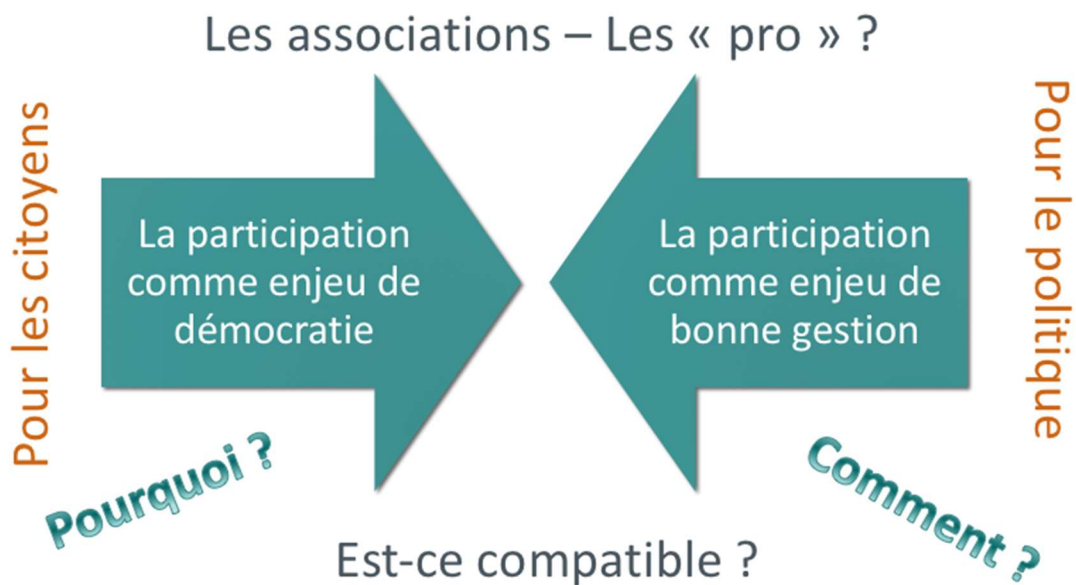 Les associations – Les « pro » ?
Pour les citoyens
La participation
comme enjeu de
démocratie
La participation
comme enjeu de
bonne gestion
Pour le politique
Pourquoi ?
Comment ?
Est-ce compatible ?